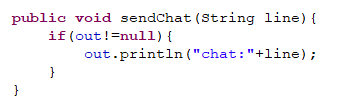 public void sendChat(String line){
    if(out!=null){
        out.println("chat:"+line);
    }
}